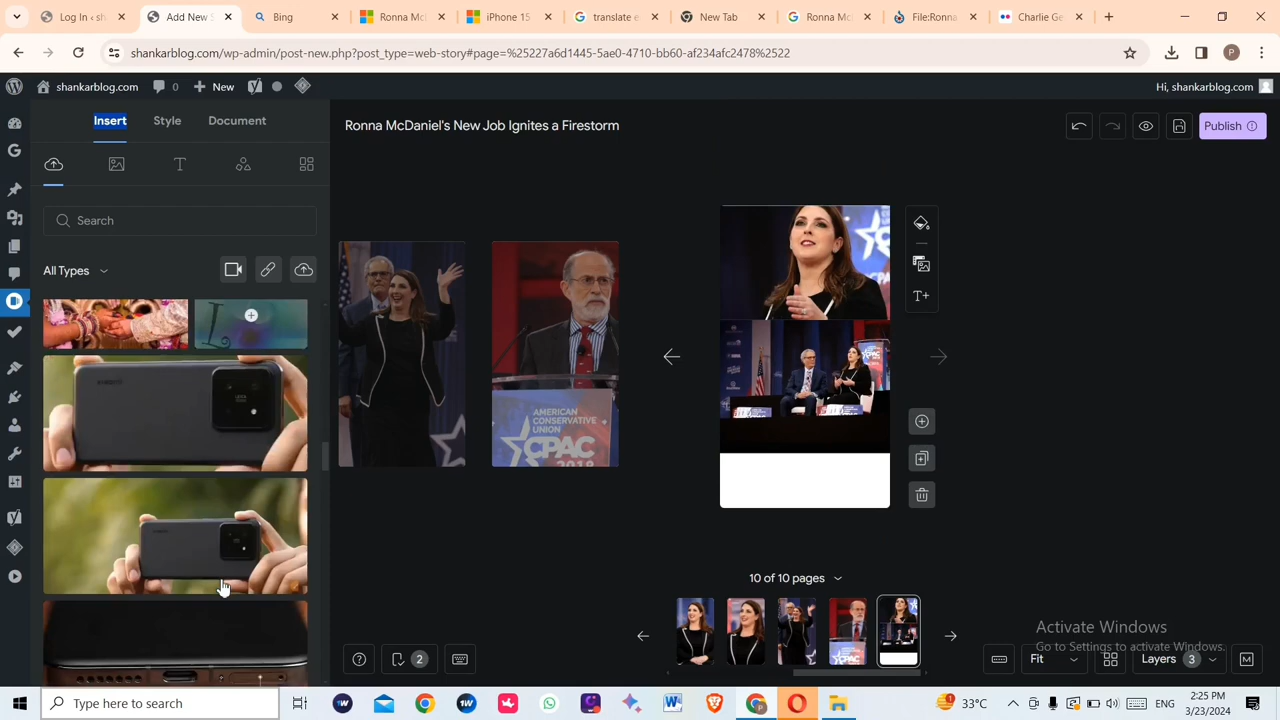 Log in ‹ sh
Add New S
Bing
Ronna Mc
iPhone 15
translate e
New Tab
Ronna Mc
File:Ronna
Charlie Ge
shankarblog.com/wp-admin/post-new.php?post_type=web-story#page=%25227a6d1445-5ae0-4710-bb60-af234afc2478%2522
P
shankarblog.com
0
New
Hi, shankarblog.com
Insert
Style
Document
Ronna McDaniel's New Job Ignites a Firestorm
Publish
Search
All Types
T+
AMERICAN
CONSERVATIVE
UNION
CPAC
2019
CPAC
10 of 10 pages
2
Activate Windows
Go to Settings to activate Windows.
Fit
Layers
3
Type here to search
33°C
ENG
2:25 PM
3/23/2024